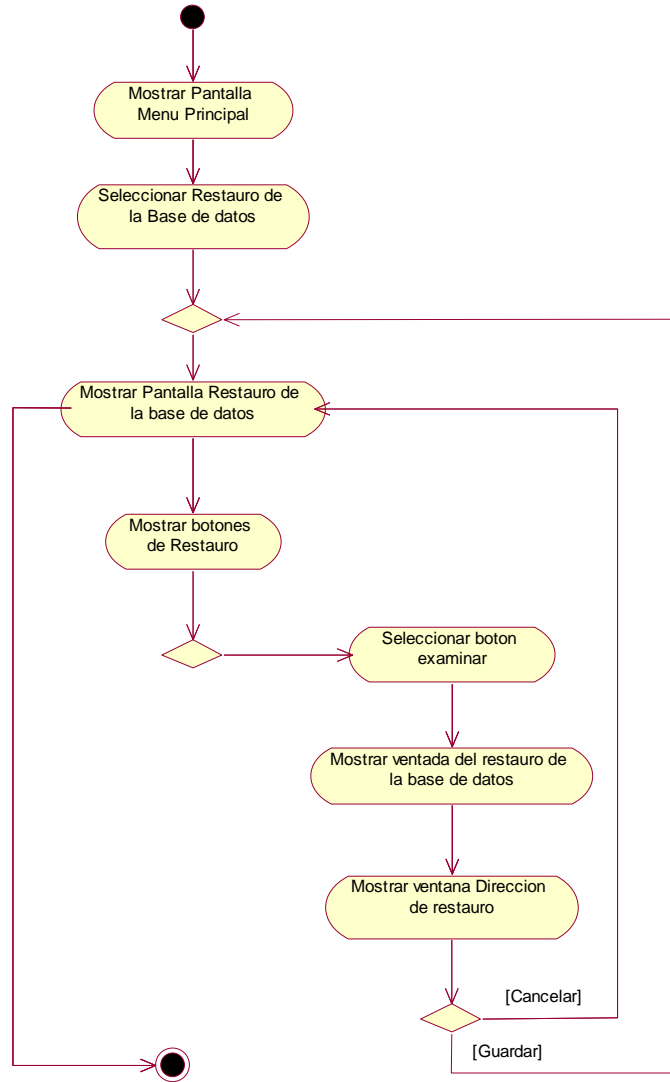 Mostrar Pantalla
Menu Principal
Seleccionar Restauro de
la Base de datos
Mostrar Pantalla Restauro de
la base de datos
Mostrar botones
de Restauro
Seleccionar boton
examinar
Mostrar ventada del restauro de
la base de datos
Mostrar ventana Direccion
de restauro
[Cancelar]
[Guardar]